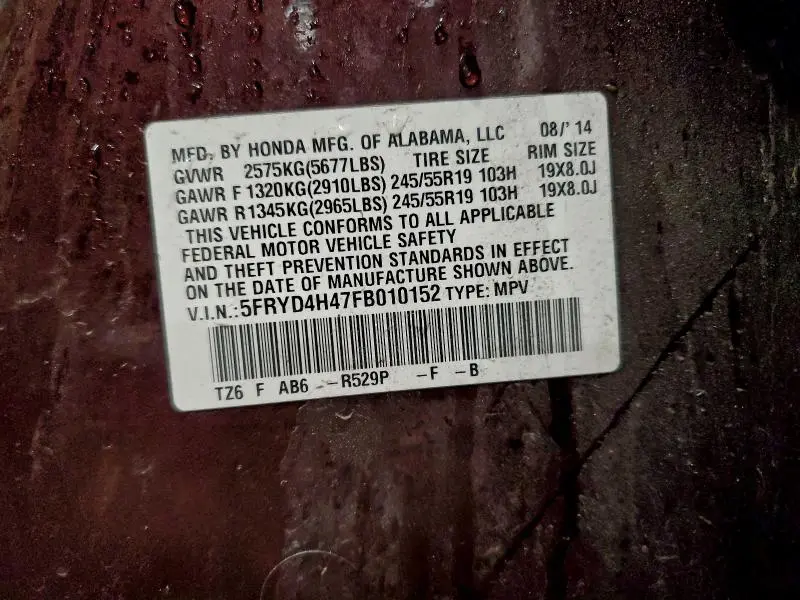 MFD. BY HONDA MFG. OF ALABAMA, LLC 08/'14
GVWR 2575KG(5677LBS) TIRE SIZE RIM SIZE
GAWR F 1320KG(2910LBS) 245/55R19 103H 19X8.0J
GAWR R1345KG(2965LBS) 245/55R19 103H 19X8.0J
THIS VEHICLE CONFORMS TO ALL APPLICABLE
FEDERAL MOTOR VEHICLE SAFETY
AND THEFT PREVENTION STANDARDS IN EFFECT
ON THE DATE OF MANUFACTURE SHOWN ABOVE.
V.I.N.:5FRYD4H47FB010152 TYPE: MPV
TZ6 F AB6 --R529P -F -B